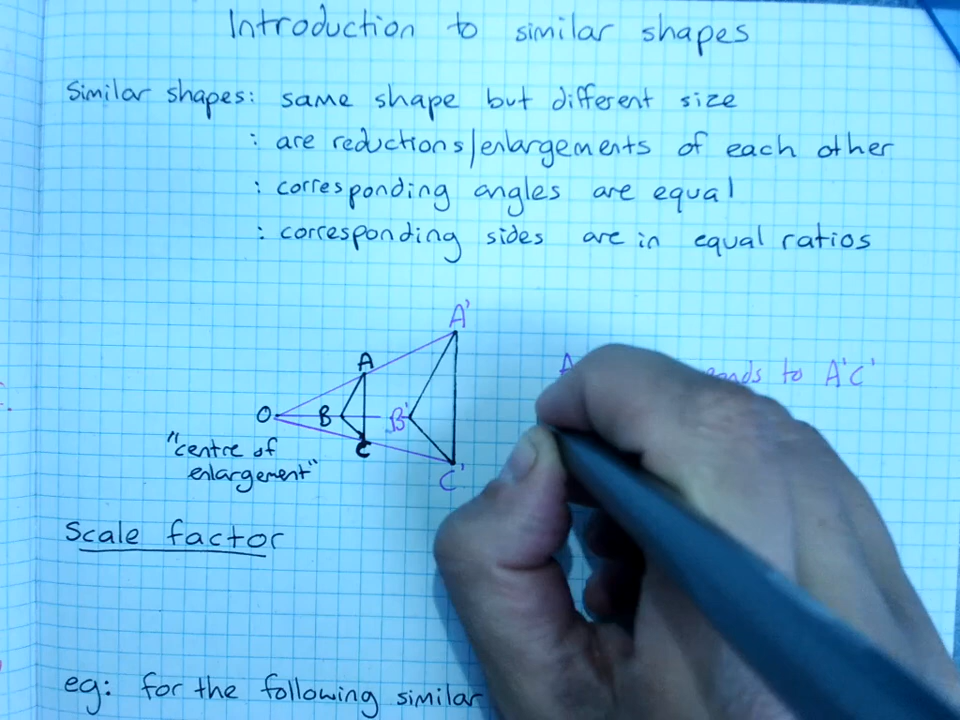 Introduction to similar shapes
Similar shapes: same shape but different size
: are reductions/enlargements of each other
: corresponding angles are equal
: corresponding sides are in equal ratios
A'
A
A to A'C'
O B B'
C
C'
"centre of
enlargement"
Scale factor
eg: for the following similar